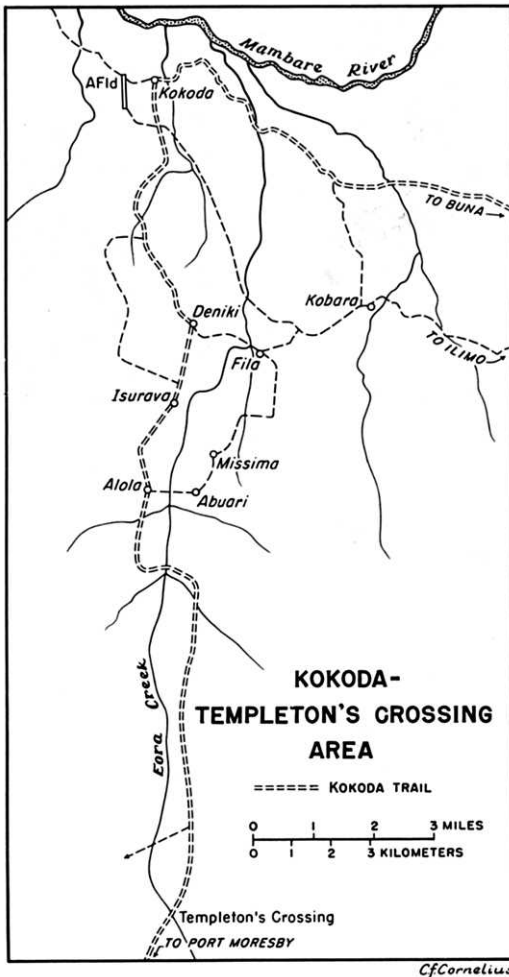 Mambare River
AFld
Kokoda
TO BUNA
Kobara
Deniki
TO ILIMO
Fila
Isurava
Missima
Alola
Abuari
Eora Creek
KOKODA-
TEMPLETON'S CROSSING
AREA
====== KOKODA TRAIL
0 1 2 3 MILES
0 1 2 3 KILOMETERS
Templeton's Crossing
TO PORT MORESBY
C.f.Cornelius